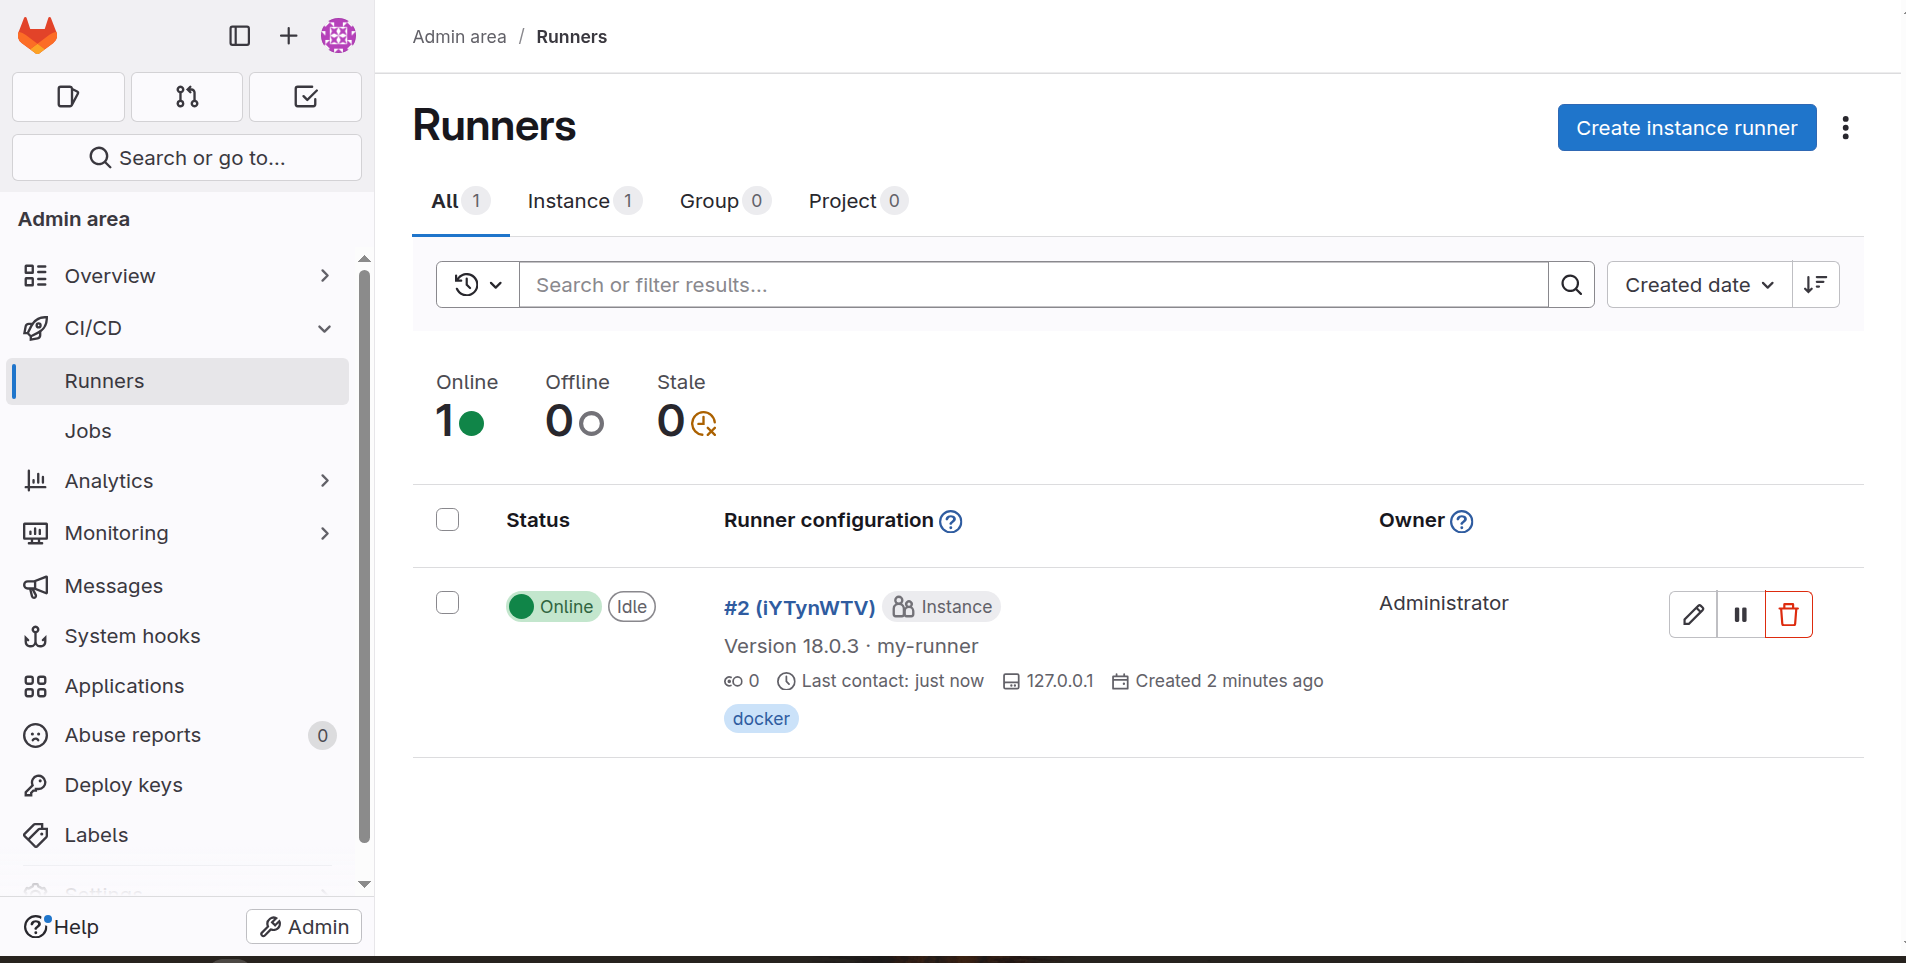 Search or go to...
Admin area
Overview
CI/CD
Runners
Jobs
Analytics
Monitoring
Messages
System hooks
Applications
Abuse reports 0
Deploy keys
Labels
Settings
Help
Admin
Admin area / Runners
Runners
Create instance runner
All 1 Instance 1 Group 0 Project 0
Search or filter results...
Created date
Online Offline Stale
1 0 0
Status Runner configuration Owner
Online Idle #2 (iYTynWTV) Instance Administrator
Version 18.0.3 · my-runner
0 Last contact: just now 127.0.0.1 Created 2 minutes ago
docker